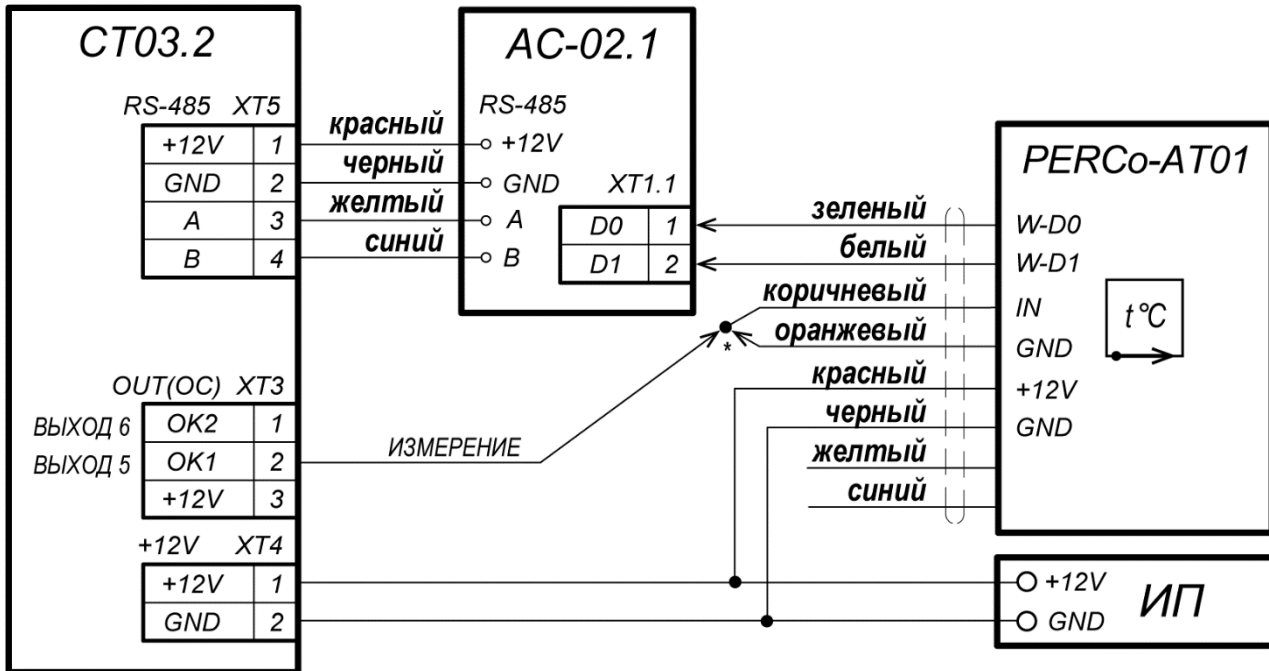 CT03.2
RS-485 XT5
+12V 1
GND 2
A 3
B 4
красный
черный
желтый
синий
AC-02.1
RS-485
+12V
GND XT1.1
A
B
D0 1
D1 2
зеленый
белый
коричневый
оранжевый
*
красный
черный
желтый
синий
PERCo-AT01
W-D0
W-D1
IN
GND
+12V
GND
t°C
OUT(OC) XT3
ВЫХОД 6 OK2 1
ВЫХОД 5 OK1 2
+12V 3
ИЗМЕРЕНИЕ
+12V XT4
+12V 1
GND 2
+12V
GND
ИП